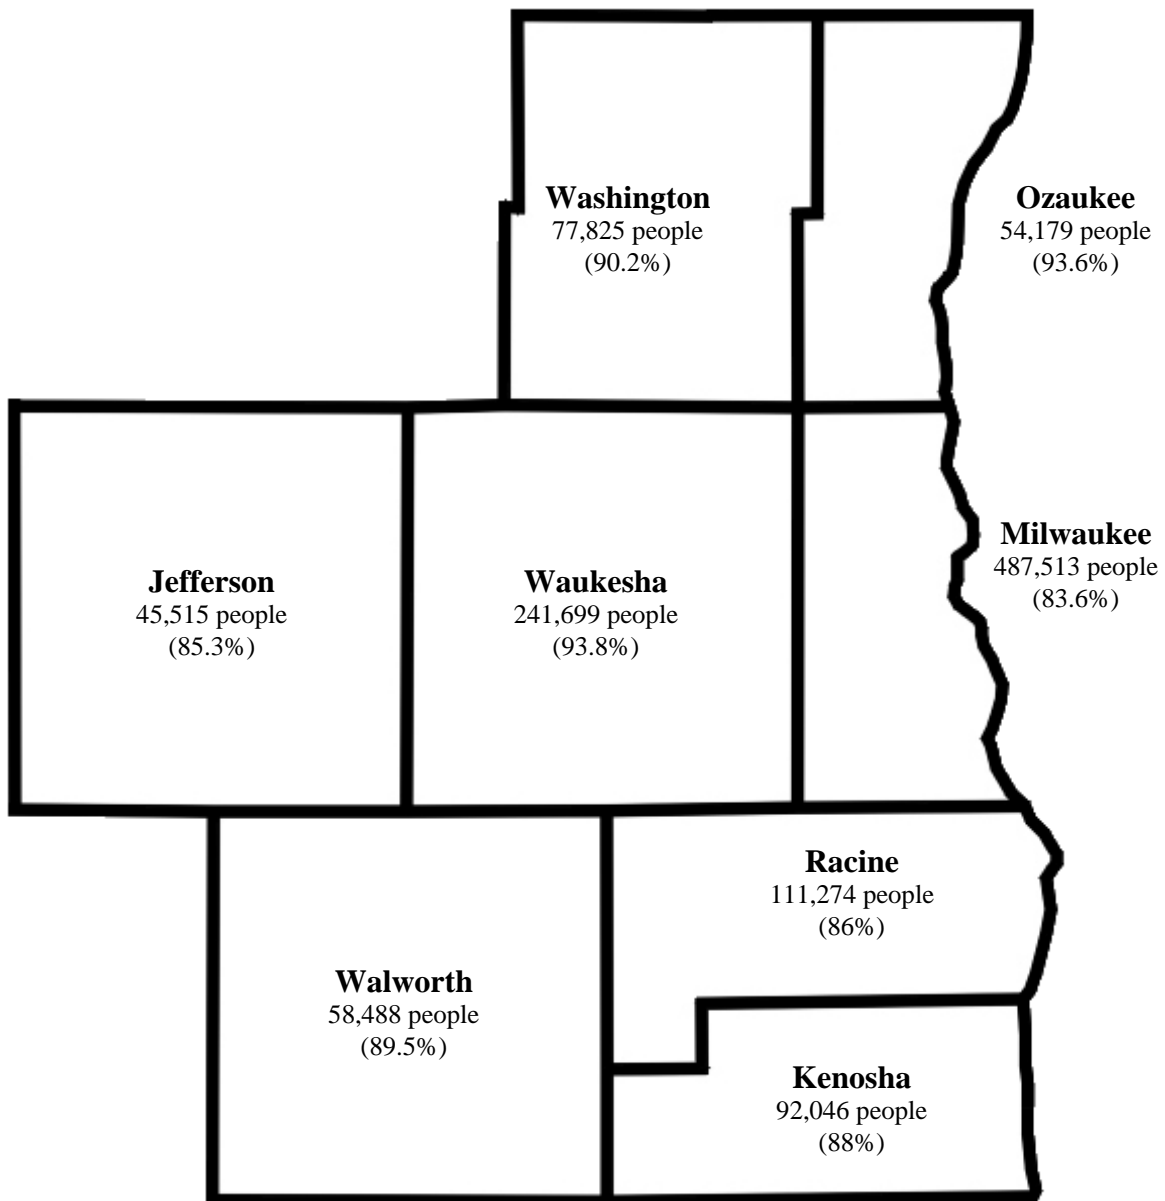 Washington
77,825 people
(90.2%)
Ozaukee
54,179 people
(93.6%)
Jefferson
45,515 people
(85.3%)
Waukesha
241,699 people
(93.8%)
Milwaukee
487,513 people
(83.6%)
Walworth
58,488 people
(89.5%)
Racine
111,274 people
(86%)
Kenosha
92,046 people
(88%)